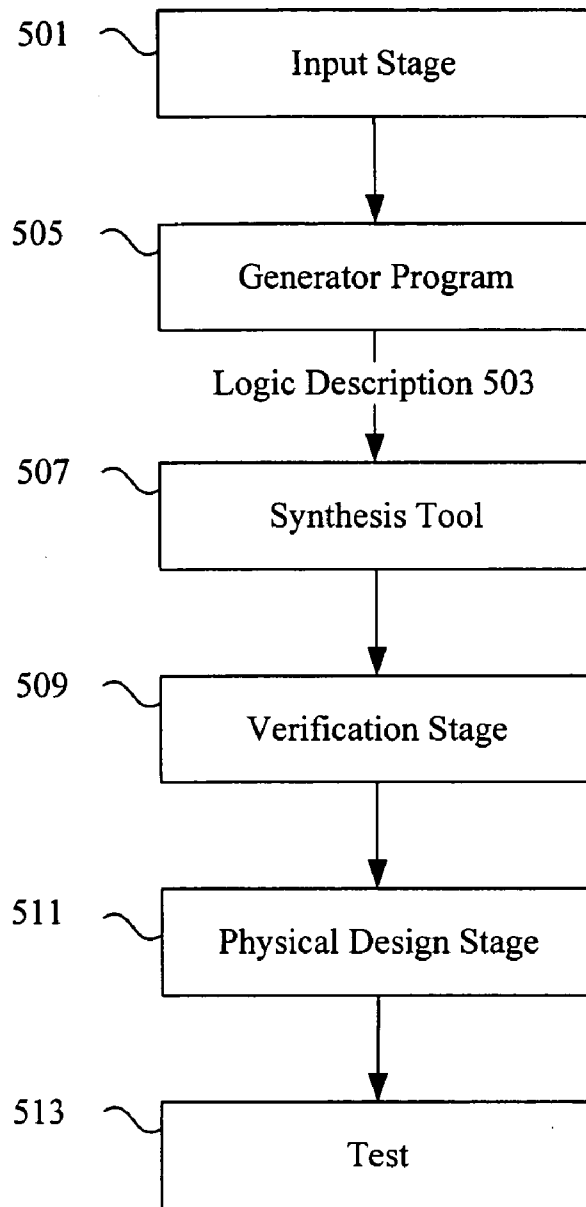 501
Input Stage
505
Generator Program
Logic Description 503
507
Synthesis Tool
509
Verification Stage
511
Physical Design Stage
513
Test